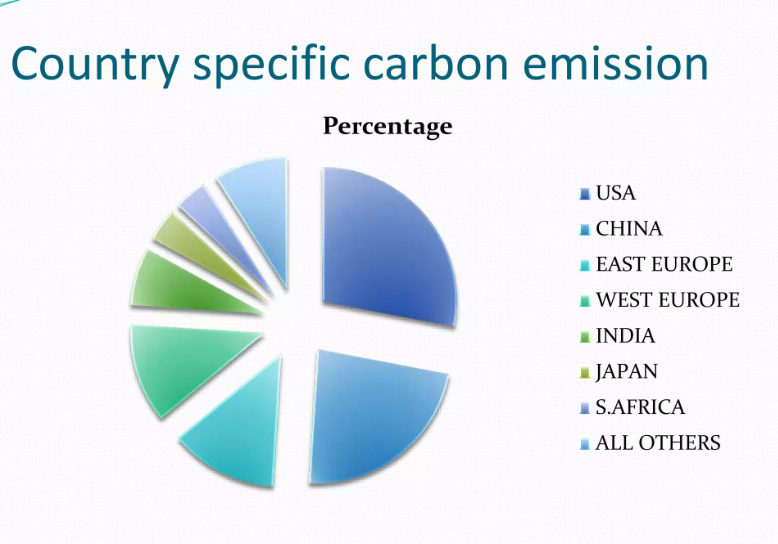 Country specific carbon emission
Percentage
USA
CHINA
EAST EUROPE
WEST EUROPE
INDIA
JAPAN
S.AFRICA
ALL OTHERS